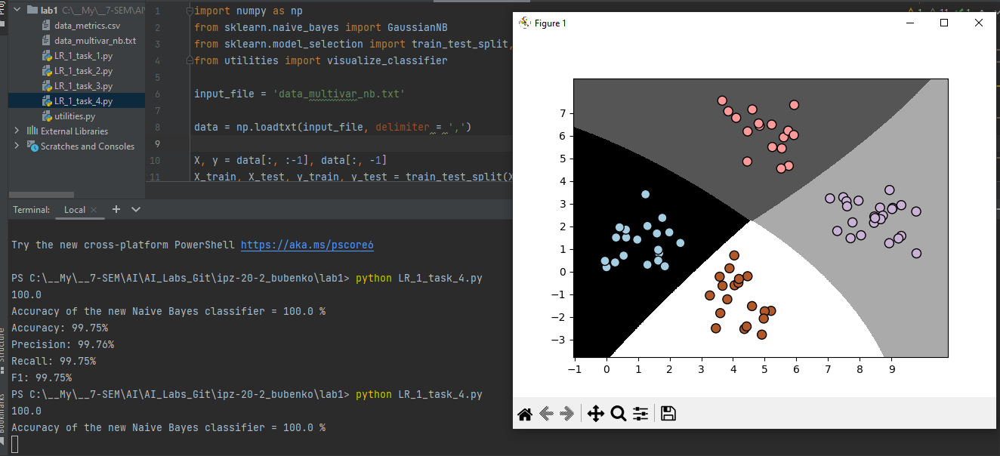 lab1 C:\__My\__7-SEM\AI\
data_metrics.csv
data_multivar_nb.txt
LR_1_task_1.py
LR_1_task_2.py
LR_1_task_3.py
LR_1_task_4.py
utilities.py
External Libraries
Scratches and Consoles
1 import numpy as np
2 from sklearn.naive_bayes import GaussianNB
3 from sklearn.model_selection import train_test_split,
4 from utilities import visualize_classifier
5
6 input_file = 'data_multivar_nb.txt'
7
8 data = np.loadtxt(input_file, delimiter = ',')
9
10 X, y = data[:, :-1], data[:, -1]
11 X_train, X_test, y_train, y_test = train_test_split(X
Terminal: Local
Try the new cross-platform PowerShell https://aka.ms/pscore6
PS C:\__My\__7-SEM\AI\AI_Labs_Git\ipz-20-2_bubenko\lab1> python LR_1_task_4.py
100.0
Accuracy of the new Naive Bayes classifier = 100.0 %
Accuracy: 99.75%
Precision: 99.76%
Recall: 99.75%
F1: 99.75%
PS C:\__My\__7-SEM\AI\AI_Labs_Git\ipz-20-2_bubenko\lab1> python LR_1_task_4.py
100.0
Accuracy of the new Naive Bayes classifier = 100.0 %
Figure 1
7
6
5
4
3
2
1
0
−1
−2
−3
−1 0 1 2 3 4 5 6 7 8 9